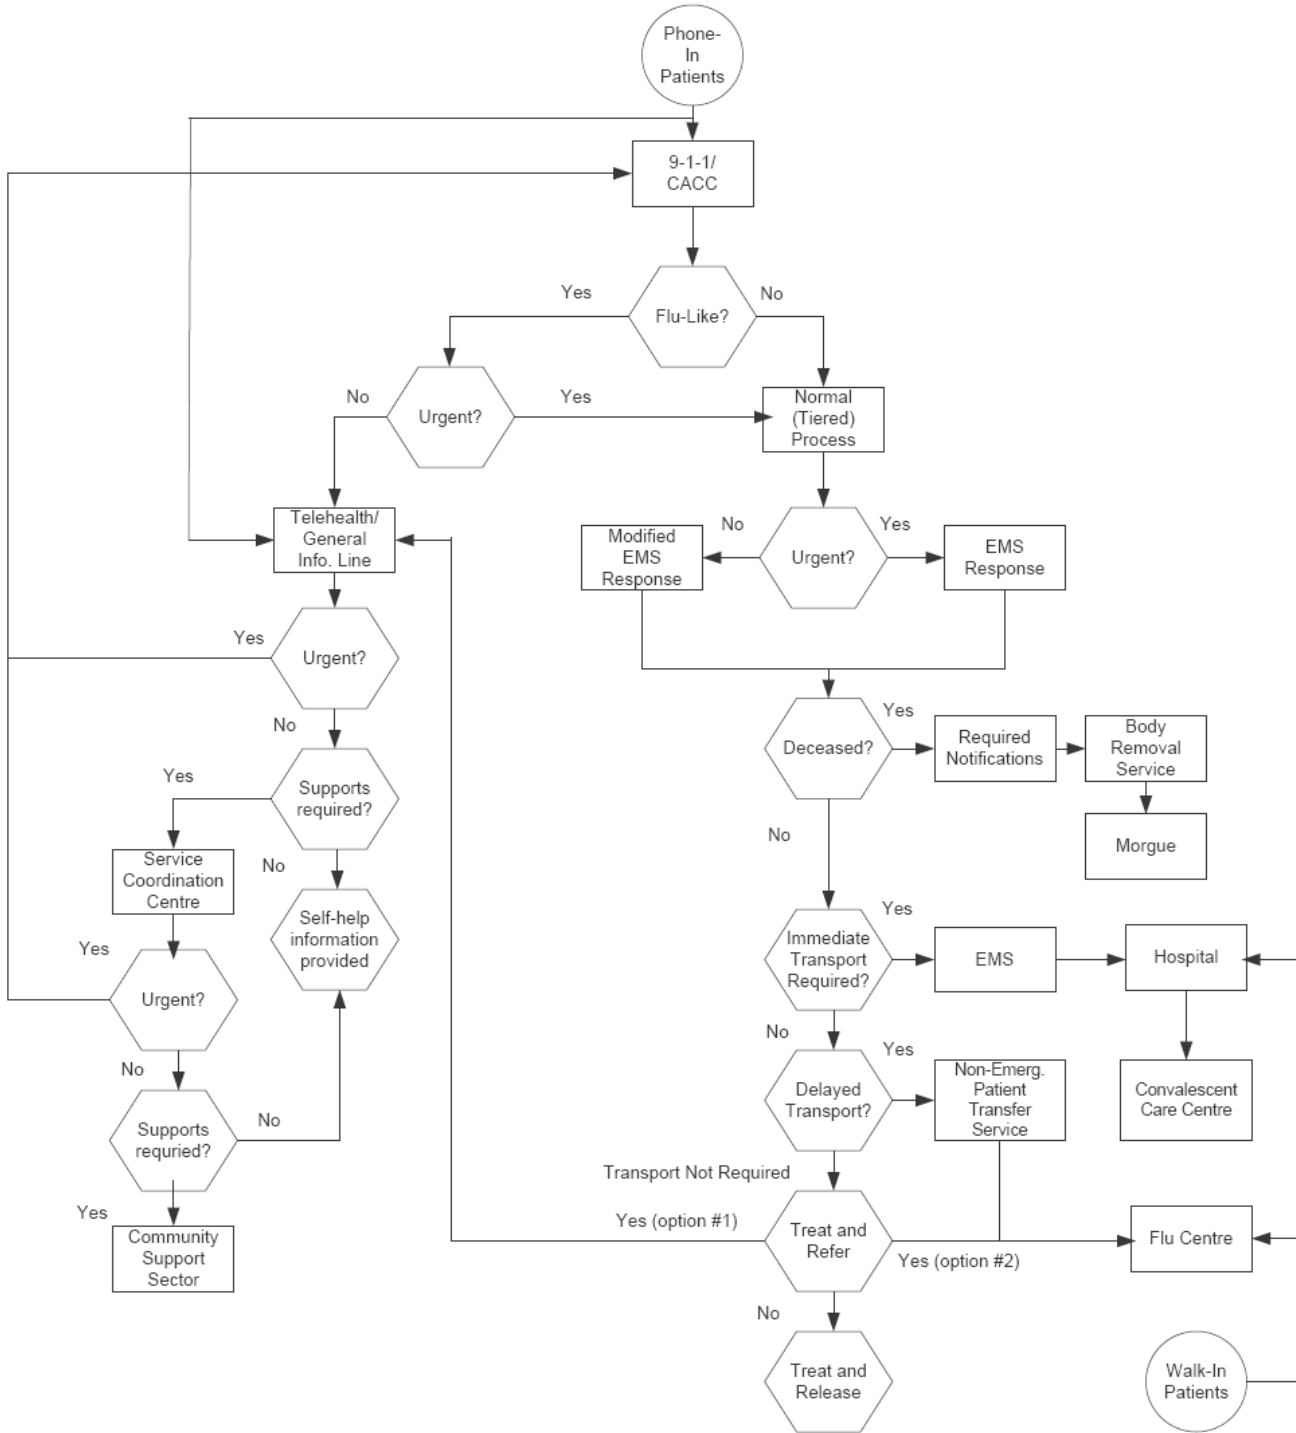 Phone-
In
Patients
9-1-1/
CACC
Yes
No
Flu-Like?
No
Urgent?
Yes
Normal
(Tiered)
Process
Telehealth/
General
Info. Line
Modified
EMS
Response
No
Urgent?
Yes
EMS
Response
Yes
Urgent?
No
Deceased?
Yes
Required
Notifications
Body
Removal
Service
Morgue
No
Yes
Supports
required?
No
Service
Coordination
Centre
Self-help
information
provided
Yes
Urgent?
No
Immediate
Transport
Required?
Yes
EMS
Hospital
No
Delayed
Transport?
Yes
Non-Emerg.
Patient
Transfer
Service
Convalescent
Care Centre
Supports
requried?
No
Yes
Community
Support
Sector
Transport Not Required
Yes (option #1)
Treat and
Refer
Yes (option #2)
Flu Centre
No
Treat and
Release
Walk-In
Patients